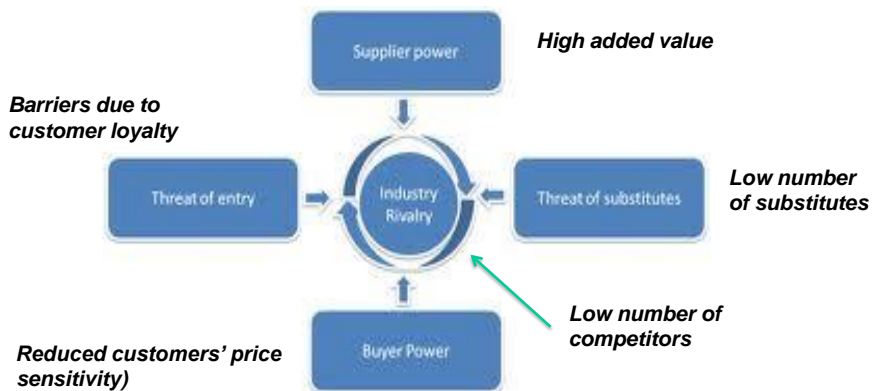 Supplier power
High added value
Barriers due to
customer loyalty
Threat of entry
Industry
Rivalry
Threat of substitutes
Low number
of substitutes
Low number of
competitors
Buyer Power
Reduced customers' price
sensitivity)